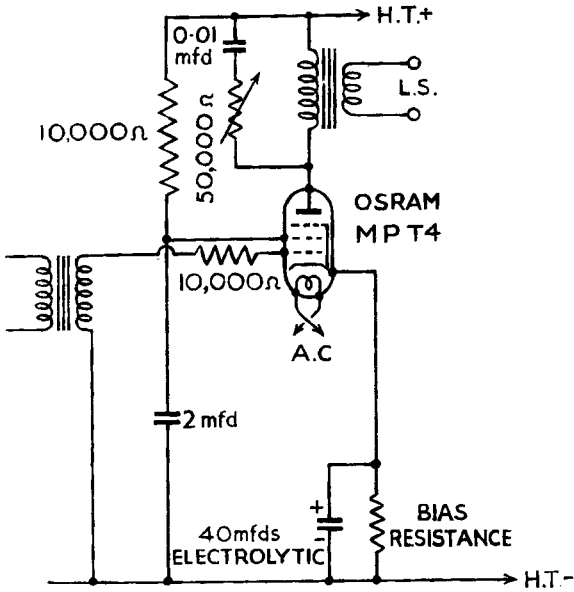 H.T.+
0·01
mfd
L.S.
10,000Ω
50,000Ω
OSRAM
MPT4
10,000Ω
A.C
2 mfd
+
-
40mfds
ELECTROLYTIC
BIAS
RESISTANCE
H.T.-